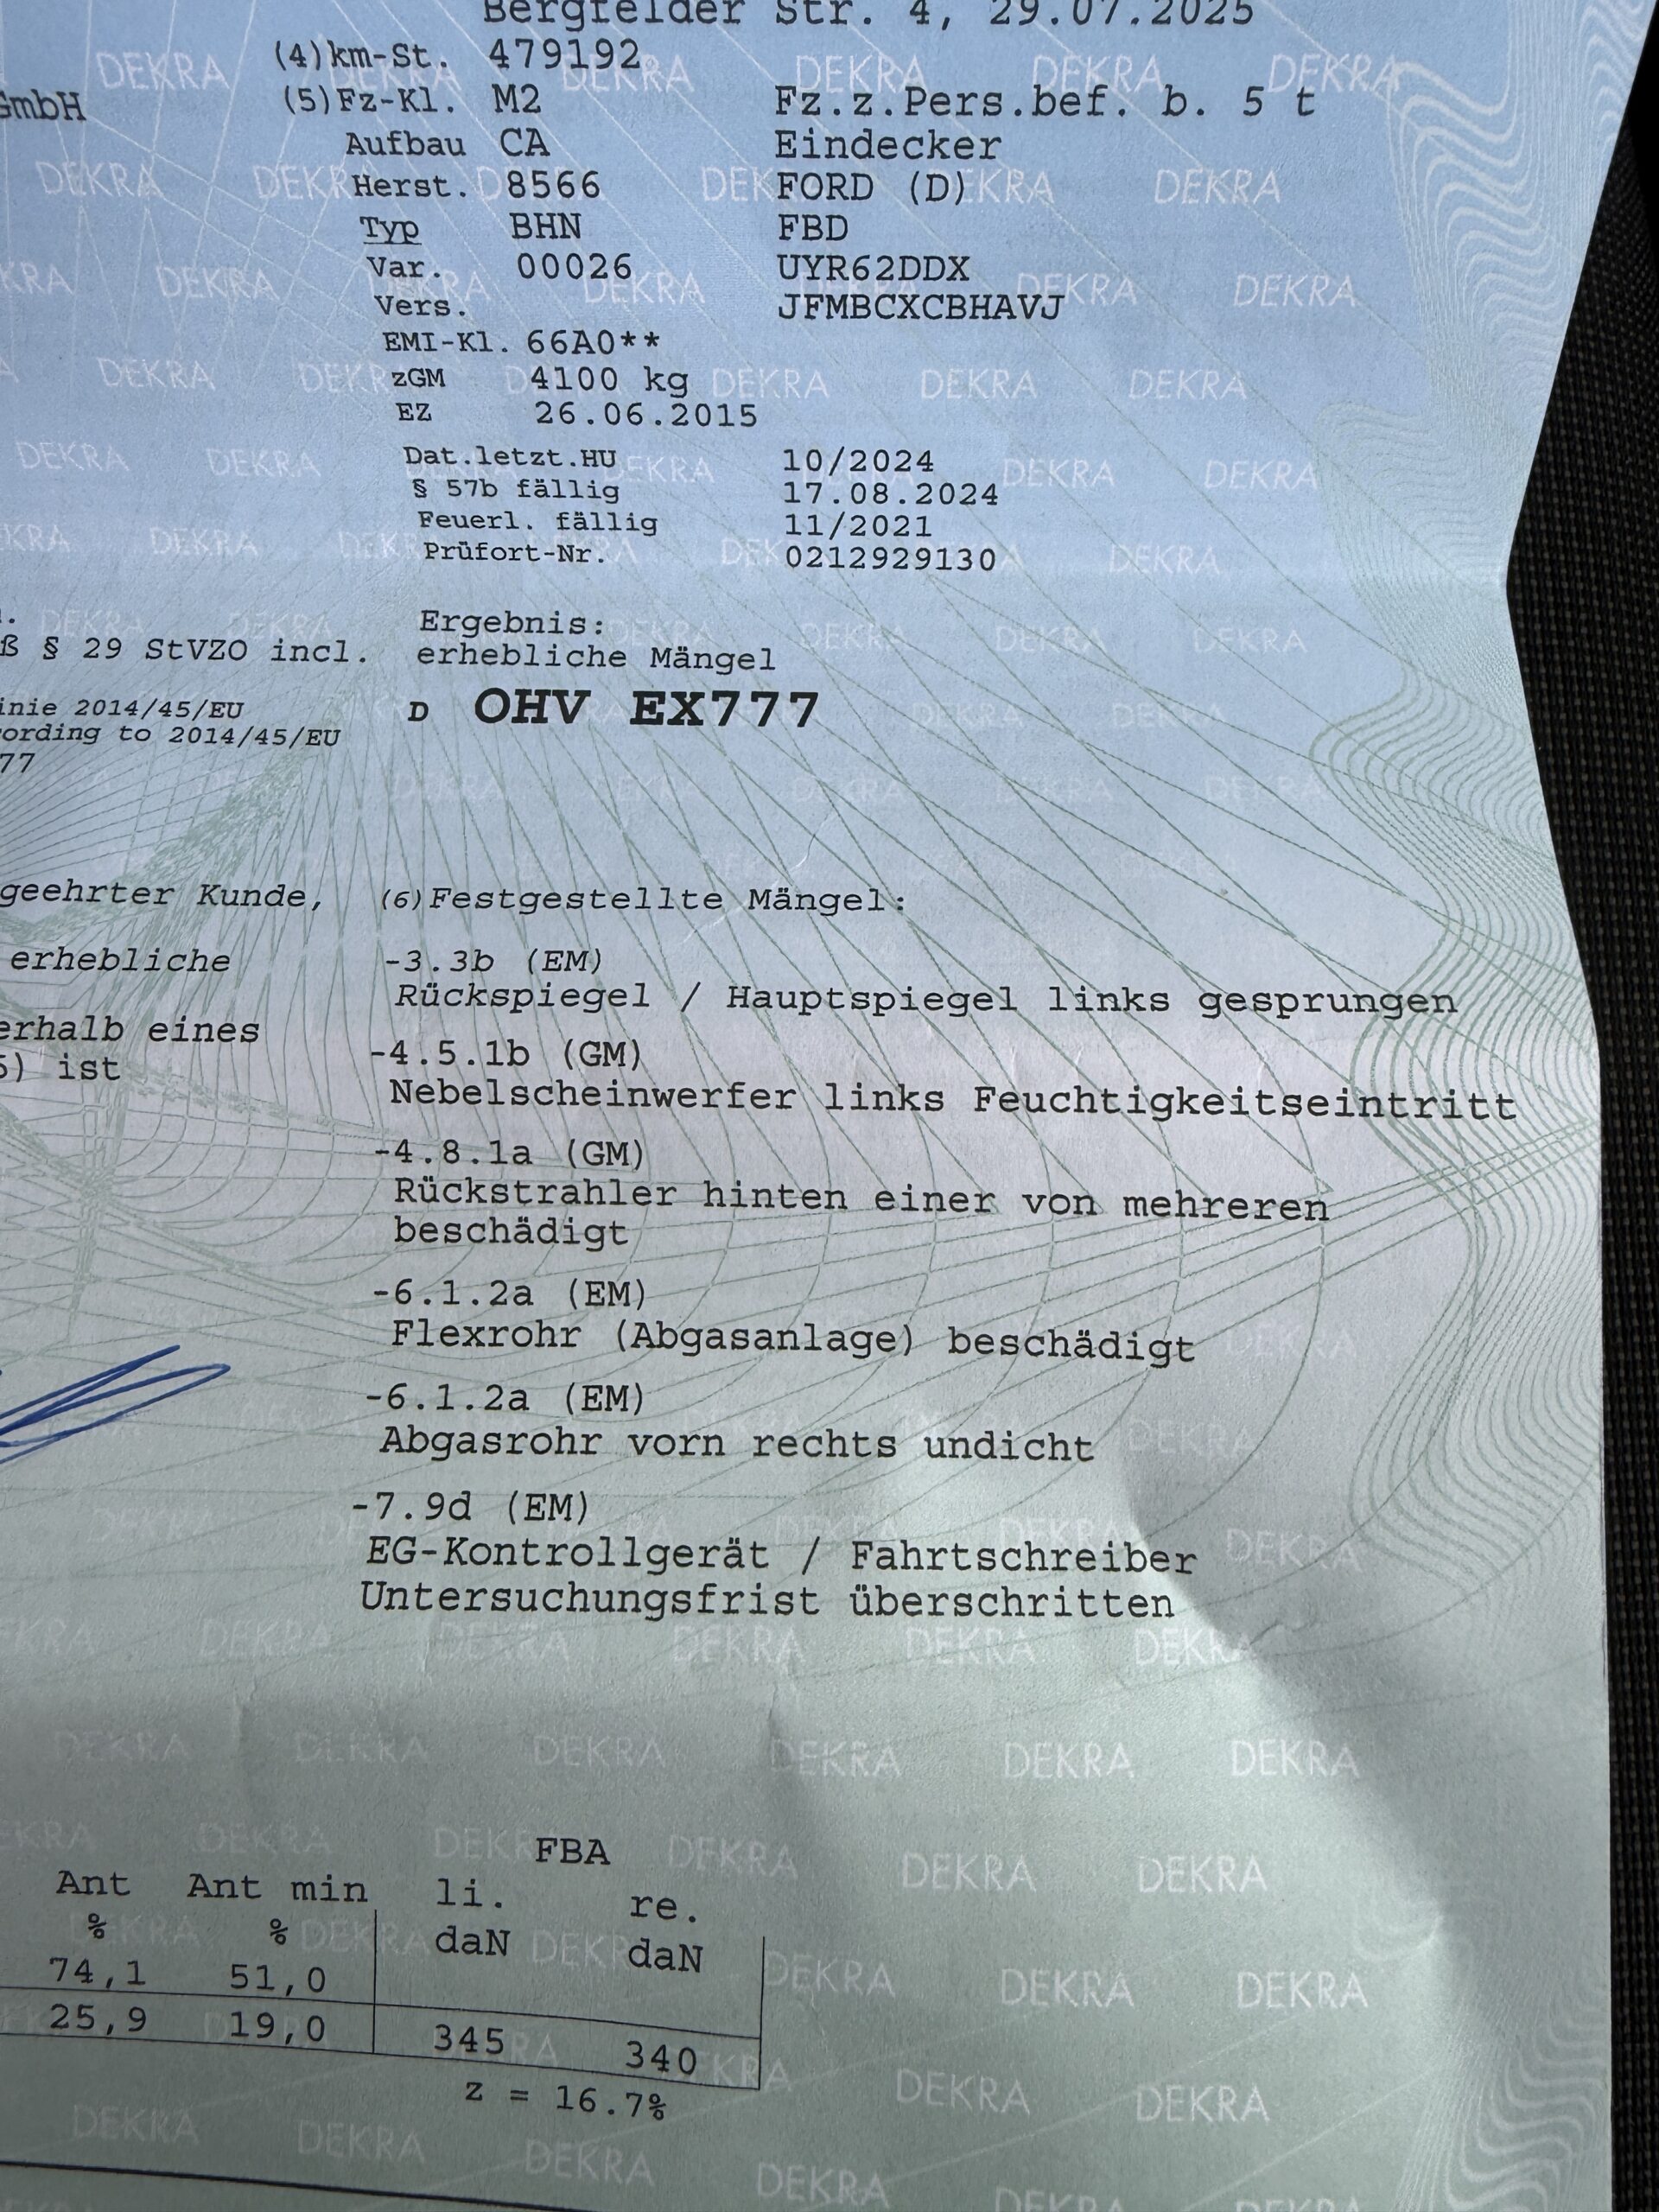 Bergfelder Str. 4, 29.07.2025
(4)km-St. 479192
GmbH (5)Fz-Kl. M2 Fz.z.Pers.bef. b. 5 t
Aufbau CA Eindecker
Herst. 8566 FORD (D)
Typ BHN FBD
Var. 00026 UYR62DDX
Vers. JFMBCXCBHAVJ
EMI-Kl. 66A0**
zGM 4100 kg
EZ 26.06.2015
Dat.letzt.HU 10/2024
§ 57b fällig 17.08.2024
Feuerl. fällig 11/2021
Prüfort-Nr. 0212929130
Ergebnis:
ß § 29 StVZO incl. erhebliche Mängel
inie 2014/45/EU D OHV EX777
ording to 2014/45/EU
77
geehrter Kunde, (6)Festgestellte Mängel:
erhebliche -3.3b (EM)
Rückspiegel / Hauptspiegel links gesprungen
erhalb eines -4.5.1b (GM)
5) ist Nebelscheinwerfer links Feuchtigkeitseintritt
-4.8.1a (GM)
Rückstrahler hinten einer von mehreren
beschädigt
-6.1.2a (EM)
Flexrohr (Abgasanlage) beschädigt
-6.1.2a (EM)
Abgasrohr vorn rechts undicht
-7.9d (EM)
EG-Kontrollgerät / Fahrtschreiber
Untersuchungsfrist überschritten
FBA
Ant Ant min li. re.
% % daN daN
74,1 51,0
25,9 19,0 345 340
z = 16.7%